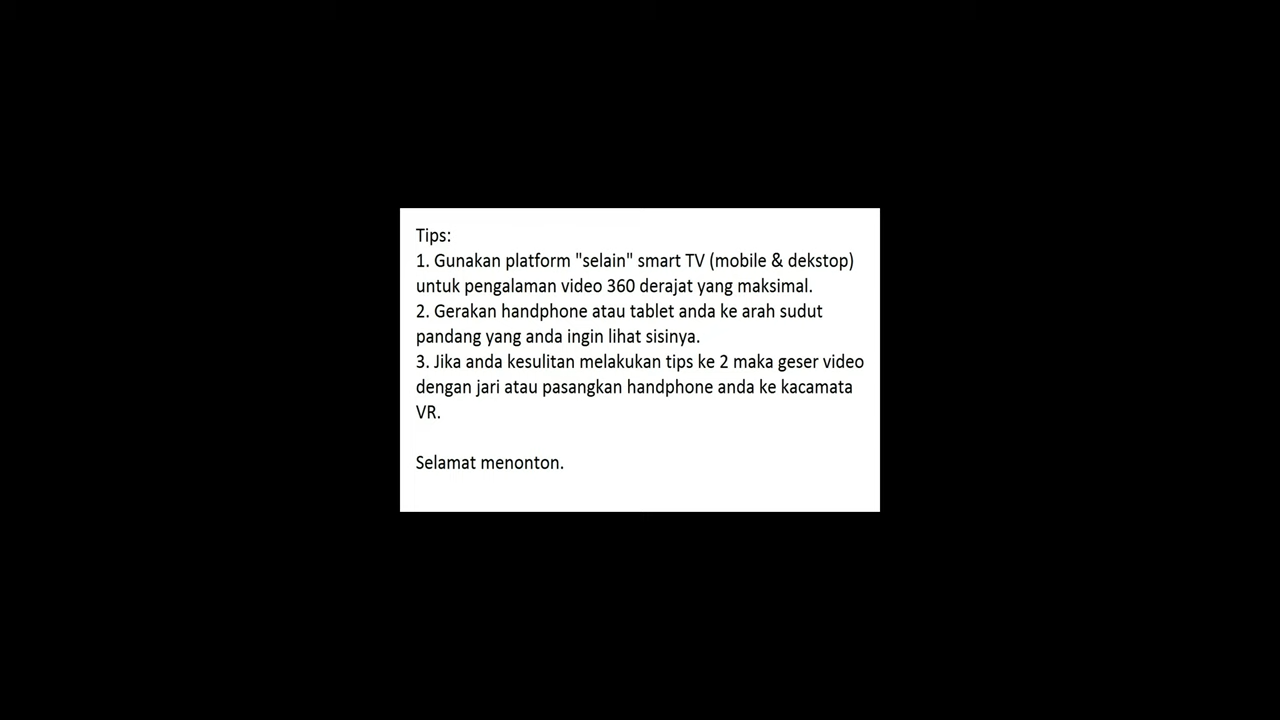 Tips:
1. Gunakan platform "selain" smart TV (mobile & dekstop)
untuk pengalaman video 360 derajat yang maksimal.
2. Gerakan handphone atau tablet anda ke arah sudut
pandang yang anda ingin lihat sisinya.
3. Jika anda kesulitan melakukan tips ke 2 maka geser video
dengan jari atau pasangkan handphone anda ke kacamata
VR.
Selamat menonton.